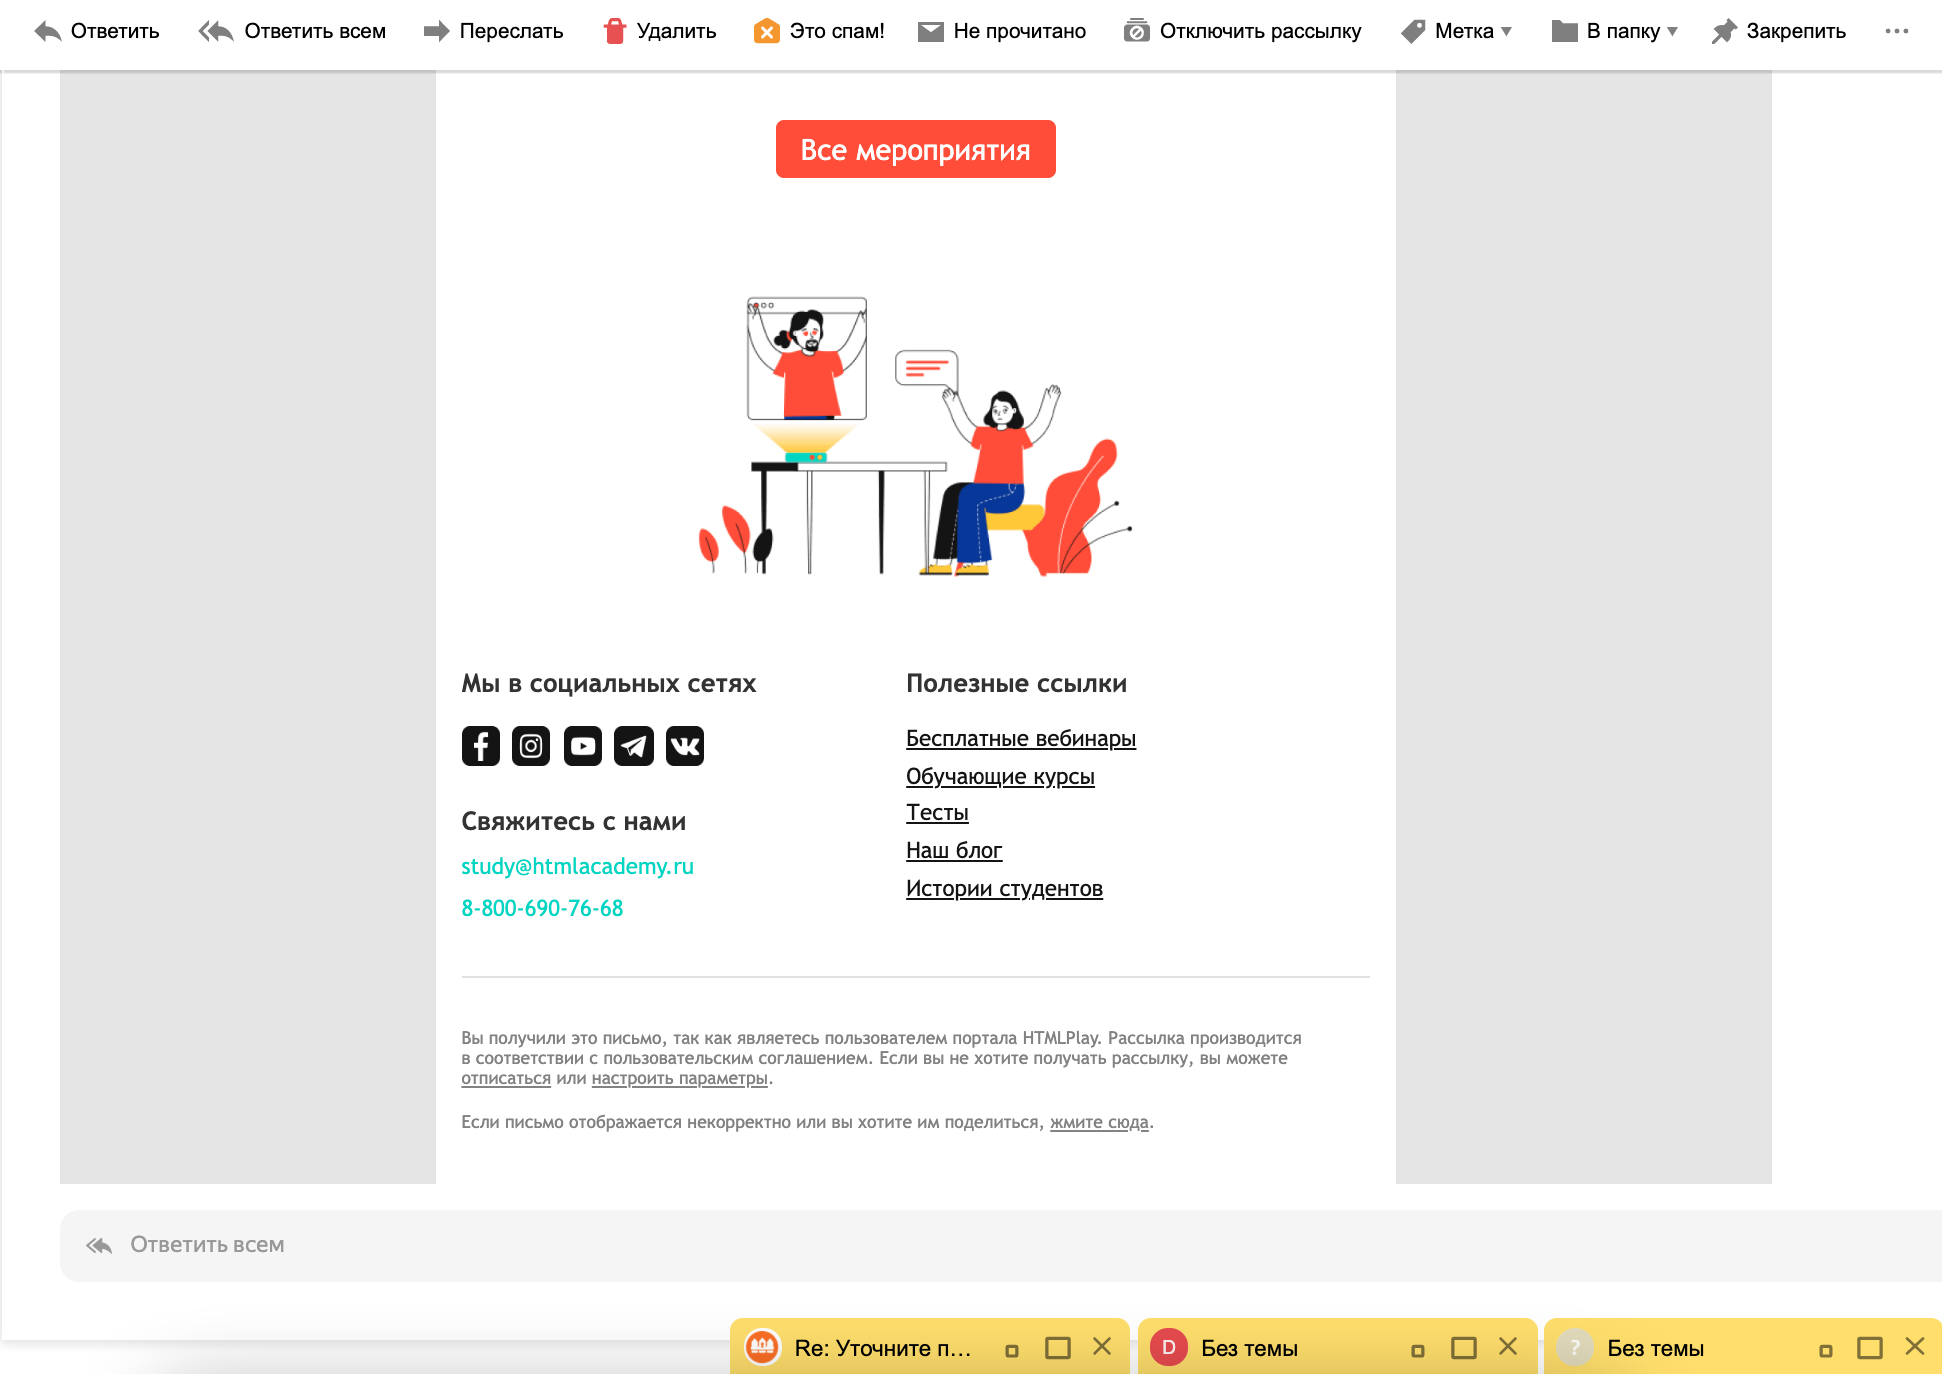 Ответить Ответить всем Переслать Удалить Это спам! Не прочитано Отключить рассылку Метка В папку Закрепить
Все мероприятия
Мы в социальных сетях
Свяжитесь с нами
study@htmlacademy.ru
8-800-690-76-68
Полезные ссылки
Бесплатные вебинары
Обучающие курсы
Тесты
Наш блог
Истории студентов
Вы получили это письмо, так как являетесь пользователем портала HTMLPlay. Рассылка производится
в соответствии с пользовательским соглашением. Если вы не хотите получать рассылку, вы можете
отписаться или настроить параметры.
Если письмо отображается некорректно или вы хотите им поделиться, жмите сюда.
Ответить всем
Re: Уточните п... D Без темы ? Без темы